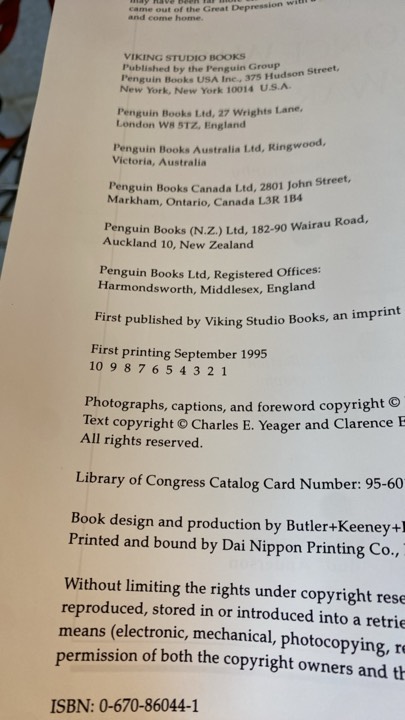 may have been far more
came out of the Great Depression with
and come home.
VIKING STUDIO BOOKS
Published by the Penguin Group
Penguin Books USA Inc., 375 Hudson Street,
New York, New York 10014 U.S.A.
Penguin Books Ltd, 27 Wrights Lane,
London W8 5TZ, England
Penguin Books Australia Ltd, Ringwood,
Victoria, Australia
Penguin Books Canada Ltd, 2801 John Street,
Markham, Ontario, Canada L3R 1B4
Penguin Books (N.Z.) Ltd, 182-90 Wairau Road,
Auckland 10, New Zealand
Penguin Books Ltd, Registered Offices:
Harmondsworth, Middlesex, England
First published by Viking Studio Books, an imprint
First printing September 1995
10 9 8 7 6 5 4 3 2 1
Photographs, captions, and foreword copyright ©
Text copyright © Charles E. Yeager and Clarence E
All rights reserved.
Library of Congress Catalog Card Number: 95-60
Book design and production by Butler+Keeney+
Printed and bound by Dai Nippon Printing Co.,
Without limiting the rights under copyright rese
reproduced, stored in or introduced into a retrie
means (electronic, mechanical, photocopying, re
permission of both the copyright owners and th
ISBN: 0-670-86044-1